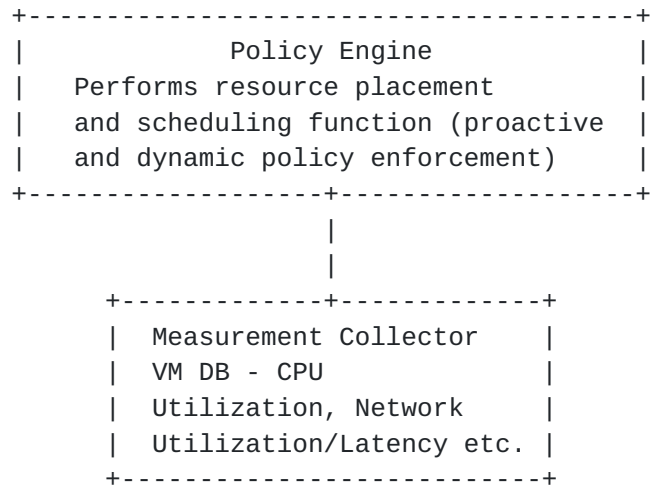 Policy Engine
Performs resource placement
and scheduling function (proactive
and dynamic policy enforcement)
Measurement Collector
VM DB - CPU
Utilization, Network
Utilization/Latency etc.